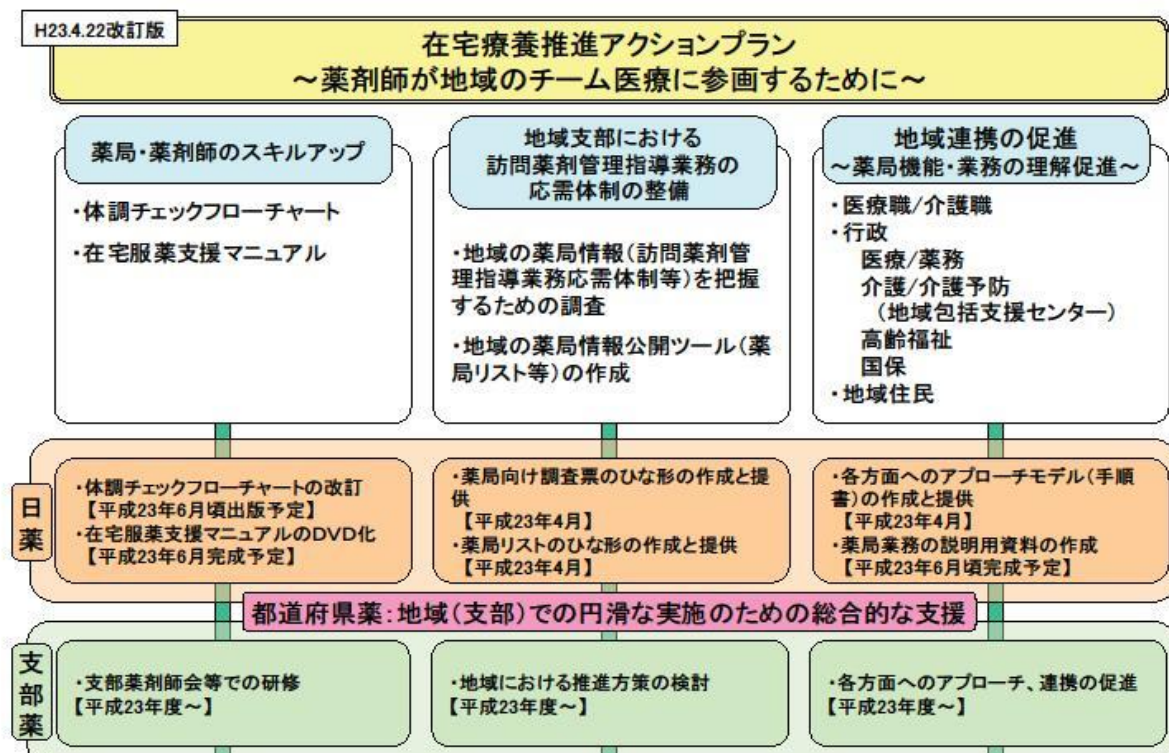 H23.4.22改訂版
在宅療養推進アクションプラン
～薬剤師が地域のチーム医療に参画するために～
薬局・薬剤師のスキルアップ
・体調チェックフローチャート
・在宅服薬支援マニュアル
地域支部における
訪問薬剤管理指導業務の
応需体制の整備
・地域の薬局情報(訪問薬剤管
理指導業務応需体制等)を把握
するための調査
・地域の薬局情報公開ツール(薬
局リスト等)の作成
地域連携の促進
～薬局機能・業務の理解促進～
・医療職/介護職
・行政
医療/薬務
介護/介護予防
(地域包括支援センター)
高齢福祉
国保
・地域住民
日薬
・体調チェックフローチャートの改訂
【平成23年6月頃出版予定】
・在宅服薬支援マニュアルのDVD化
【平成23年6月完成予定】
・薬局向け調査票のひな形の作成と提
供
【平成23年4月】
・薬局リストのひな形の作成と提供
【平成23年4月】
・各方面へのアプローチモデル(手順
書)の作成と提供
【平成23年4月】
・薬局業務の説明用資料の作成
【平成23年6月頃完成予定】
都道府県薬:地域(支部)での円滑な実施のための総合的な支援
支部薬
・支部薬剤師会等での研修
【平成23年度～】
・地域における推進方策の検討
【平成23年度～】
・各方面へのアプローチ、連携の促進
【平成23年度～】